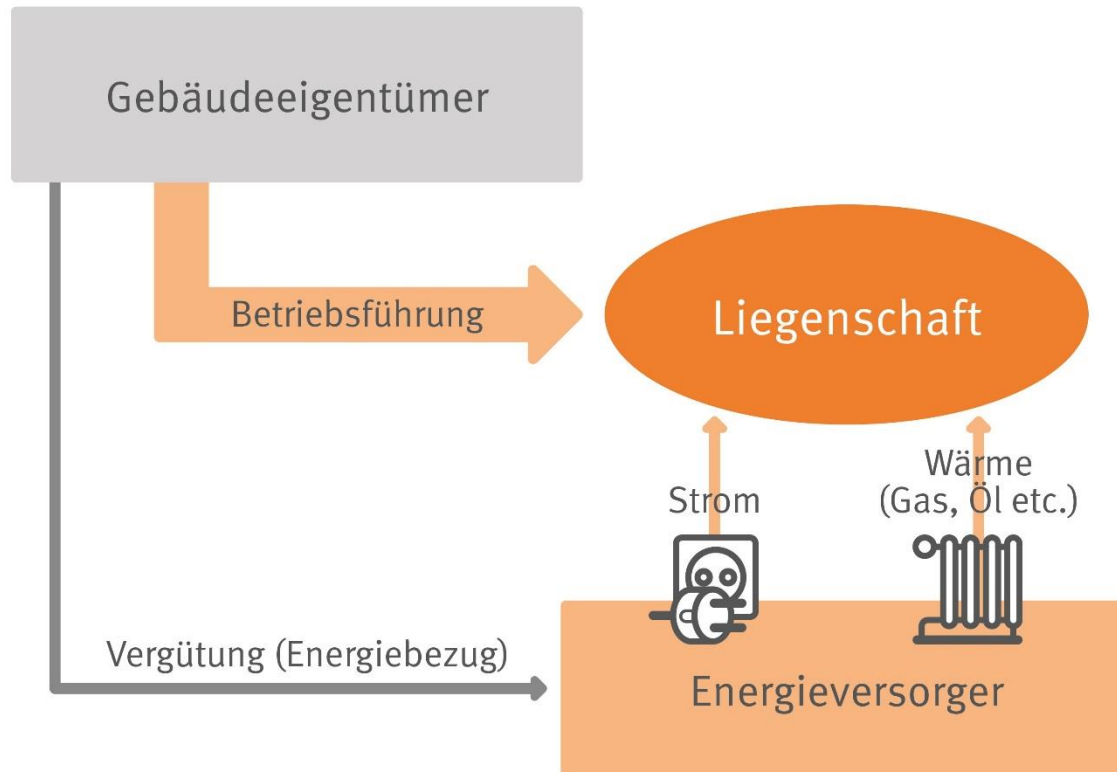 Gebäudeeigentümer
Betriebsführung
Liegenschaft
Strom
Wärme
(Gas, Öl etc.)
Vergütung (Energiebezug)
Energieversorger